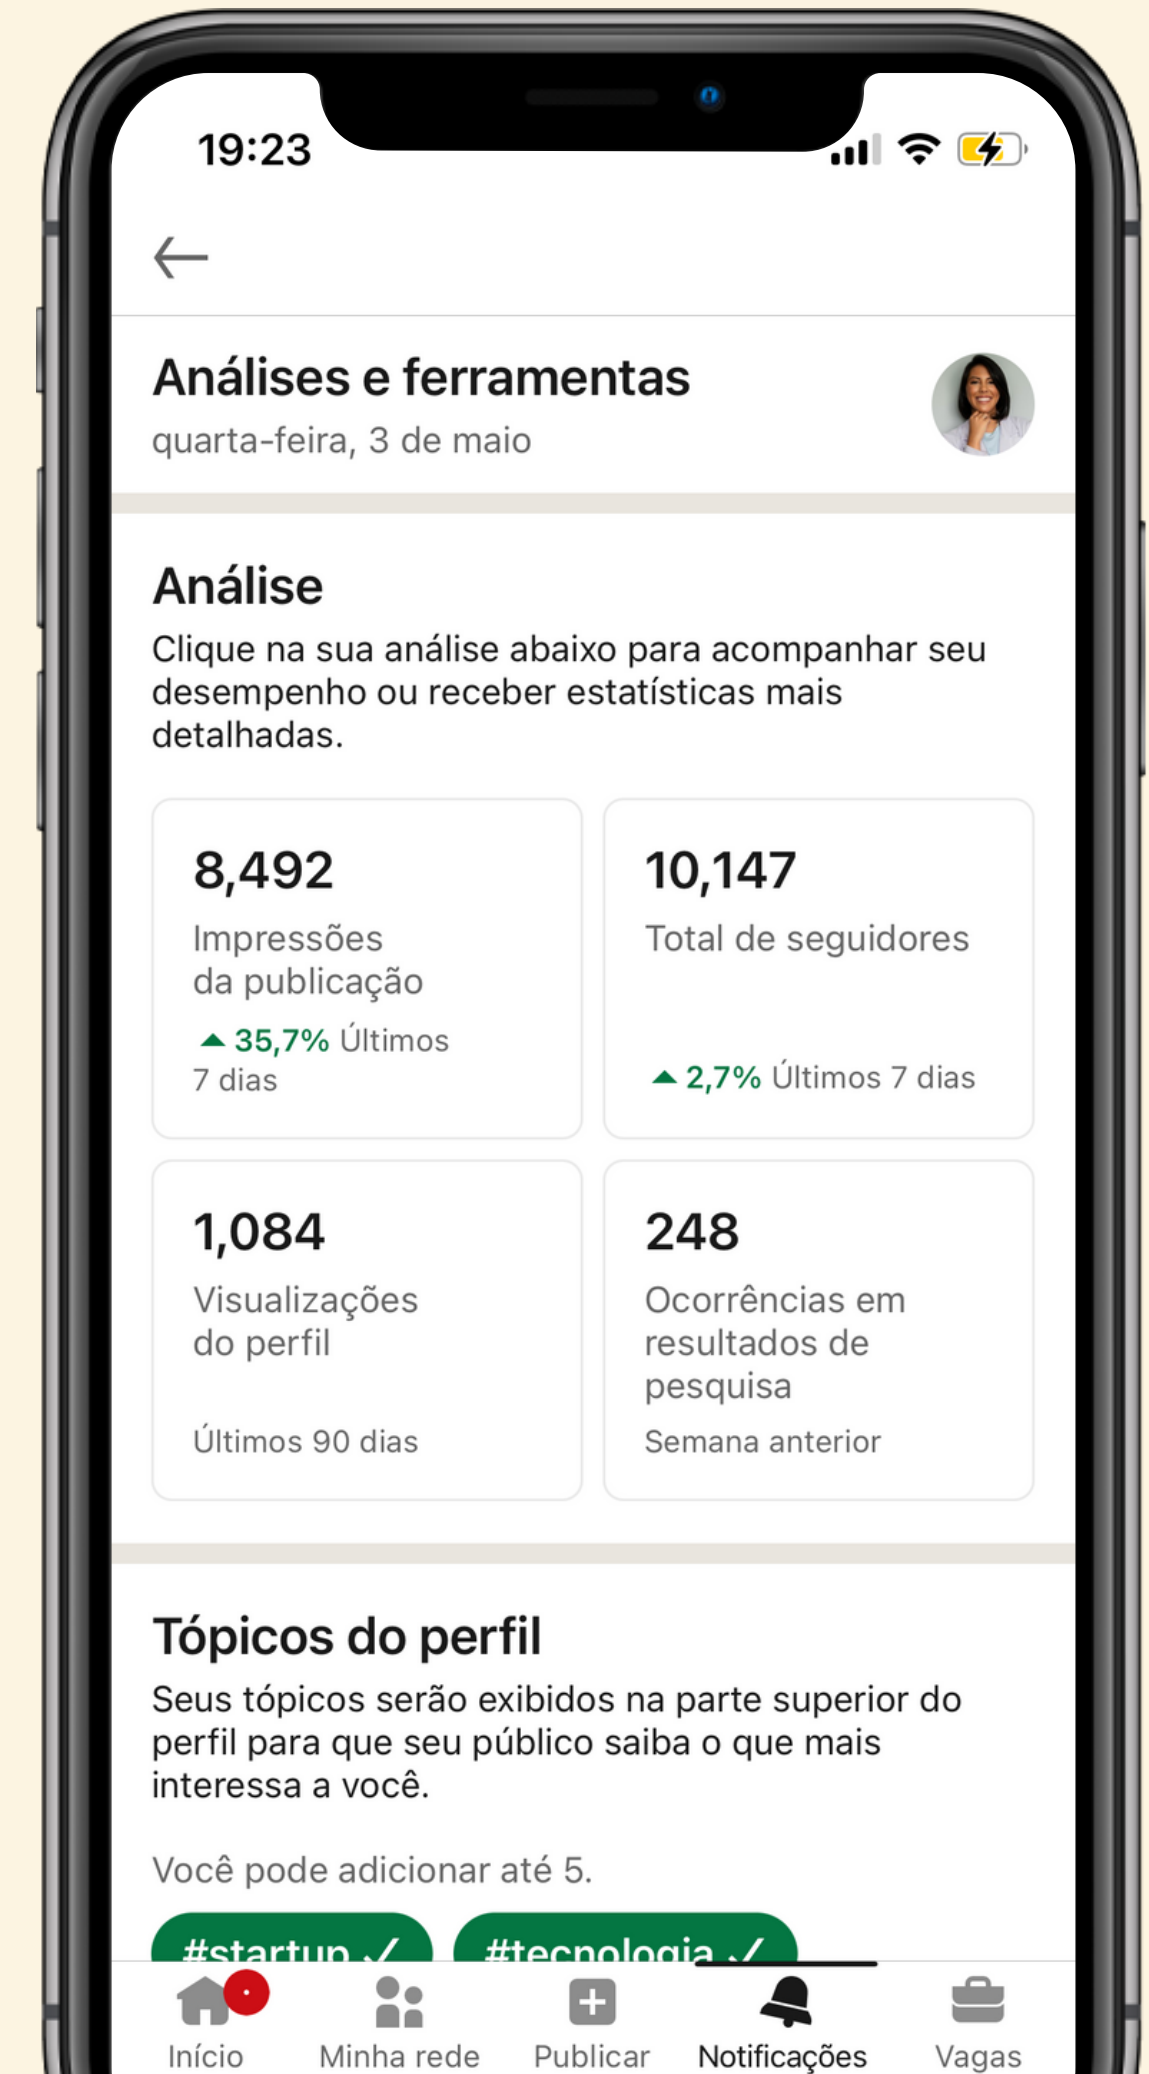 19:23
Análises e ferramentas
quarta-feira, 3 de maio
Análise
Clique na sua análise abaixo para acompanhar seu
desempenho ou receber estatísticas mais
detalhadas.
8,492
Impressões
da publicação
35,7% Últimos
7 dias
10,147
Total de seguidores
2,7% Últimos 7 dias
1,084
Visualizações
do perfil
Últimos 90 dias
248
Ocorrências em
resultados de
pesquisa
Semana anterior
Tópicos do perfil
Seus tópicos serão exibidos na parte superior do
perfil para que seu público saiba o que mais
interessa a você.
Você pode adicionar até 5.
#startup ✓ #tecnologia ✓
Início Minha rede Publicar Notificações Vagas